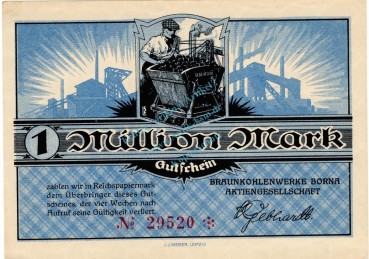 1 Million Mark
Gutschein
zahlen wir in Reichspapiermark
dem Überbringer dieses Gut-
scheines, der vier Wochen nach
Aufruf seine Gültigkeit verliert.
BRAUNKOHLENWERKE BORNA
AKTIENGESELLSCHAFT
№ 29520 ✻